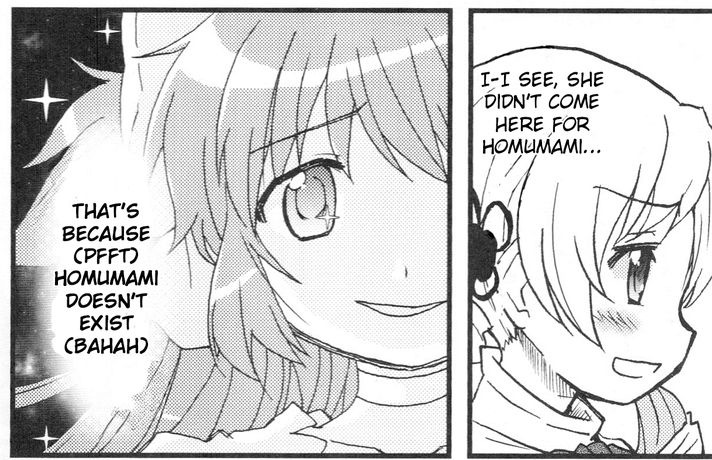 I-I SEE, SHE
DIDN'T COME
HERE FOR
HOMUMAMI...
THAT'S
BECAUSE
(PFFT)
HOMUMAMI
DOESN'T
EXIST
(BAHAH)